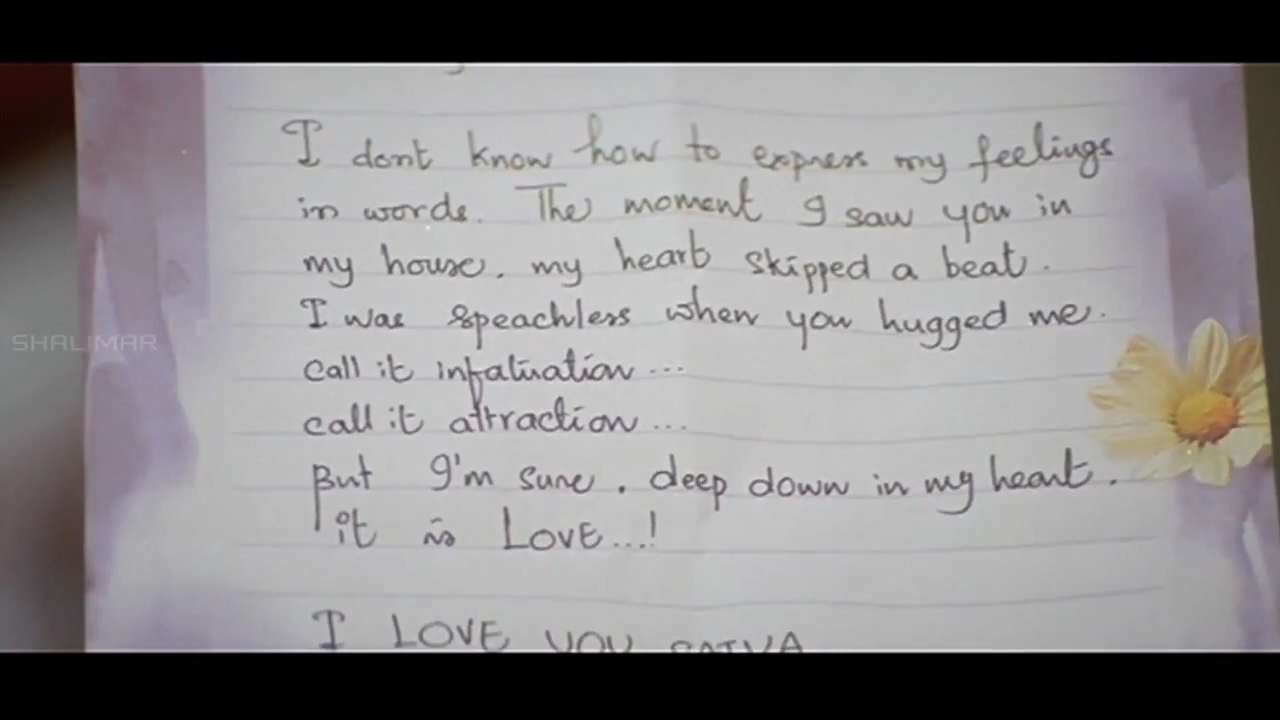 I dont know how to express my feelings
in words. The moment I saw you in
my house. my heart skipped a beat.
I was speachless when you hugged me.
call it infatuation...
call it attraction...
But I'm sure. deep down in my heart.
it is LOVE...!
I LOVE YOU SATYA
SHALIMAR